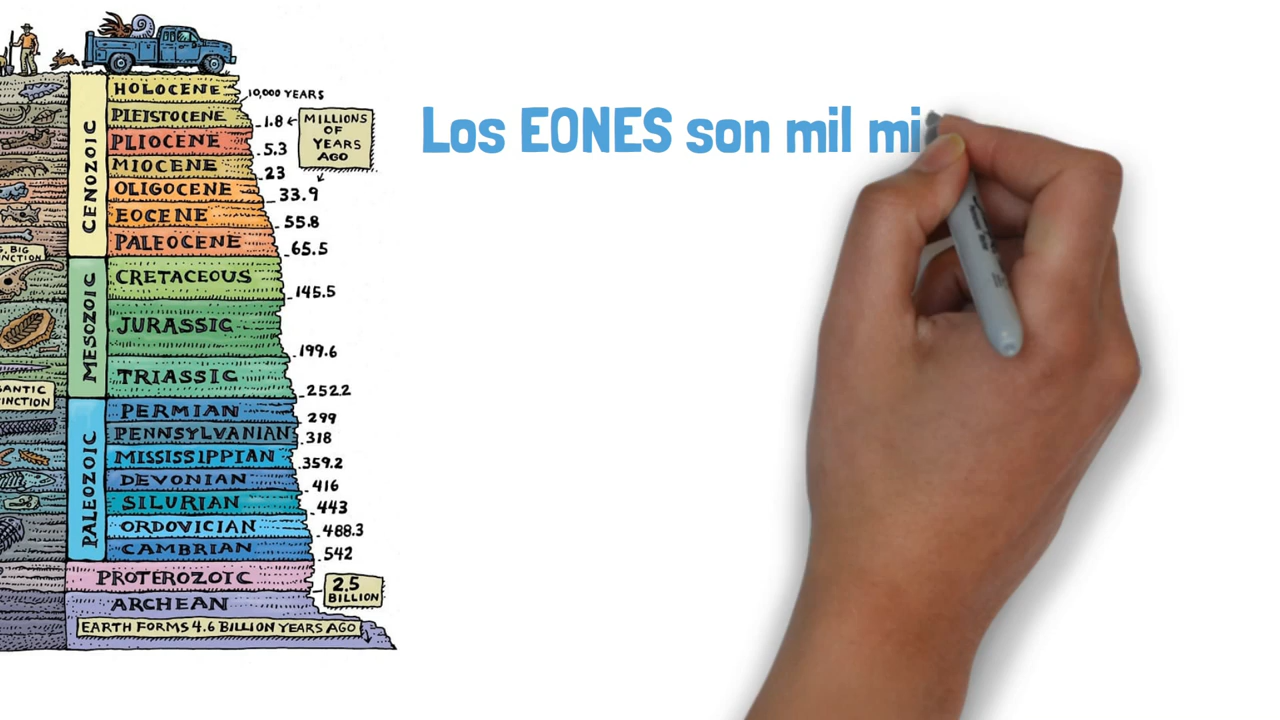 HOLOCENE
10,000 YEARS
PLEISTOCENE
1.8
MILLIONS
OF
YEARS
AGO
PLIOCENE
5.3
MIOCENE
23
OLIGOCENE
33.9
EOCENE
55.8
PALEOCENE
65.5
CENOZOIC
CRETACEOUS
145.5
JURASSIC
199.6
TRIASSIC
252.2
MESOZOIC
PERMIAN
299
PENNSYLVANIAN
318
MISSISSIPPIAN
359.2
DEVONIAN
416
SILURIAN
443
ORDOVICIAN
488.3
CAMBRIAN
542
PALEOZOIC
PROTEROZOIC
2.5
BILLION
ARCHEAN
EARTH FORMS 4.6 BILLION YEARS AGO
Los EONES son mil mi
, BIG